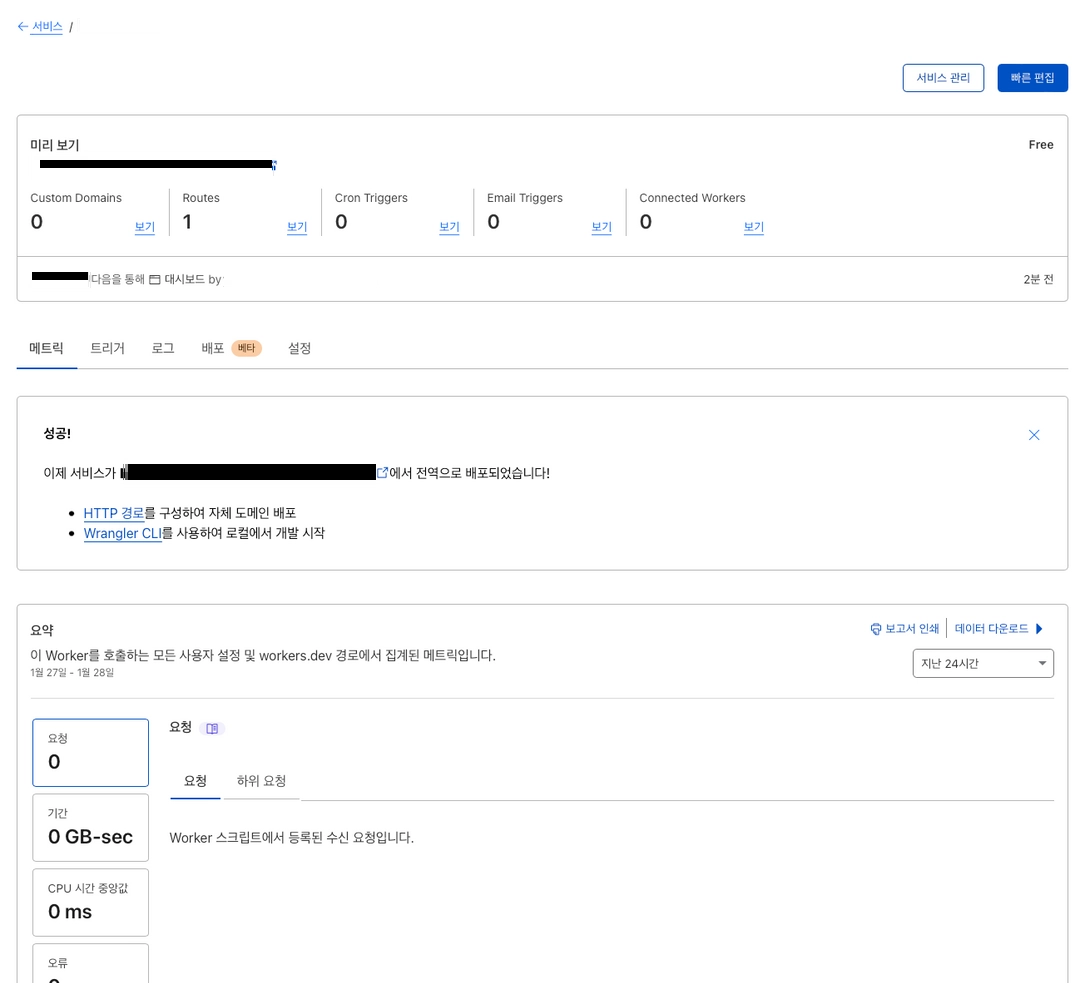 ← 서비스 /
서비스 관리 빠른 편집
미리 보기 Free
Custom Domains Routes Cron Triggers Email Triggers Connected Workers
0 보기 1 보기 0 보기 0 보기 0 보기
다음을 통해 대시보드 by 2분 전
메트릭 트리거 로그 배포 베타 설정
성공!
이제 서비스가 에서 전역으로 배포되었습니다!
• HTTP 경로를 구성하여 자체 도메인 배포
• Wrangler CLI를 사용하여 로컬에서 개발 시작
요약 보고서 인쇄 데이터 다운로드
이 Worker를 호출하는 모든 사용자 설정 및 workers.dev 경로에서 집계된 메트릭입니다.
1월 27일 - 1월 28일 지난 24시간
요청
0
기간
0 GB-sec
CPU 시간 중앙값
0 ms
오류
요청
요청 하위 요청
Worker 스크립트에서 등록된 수신 요청입니다.